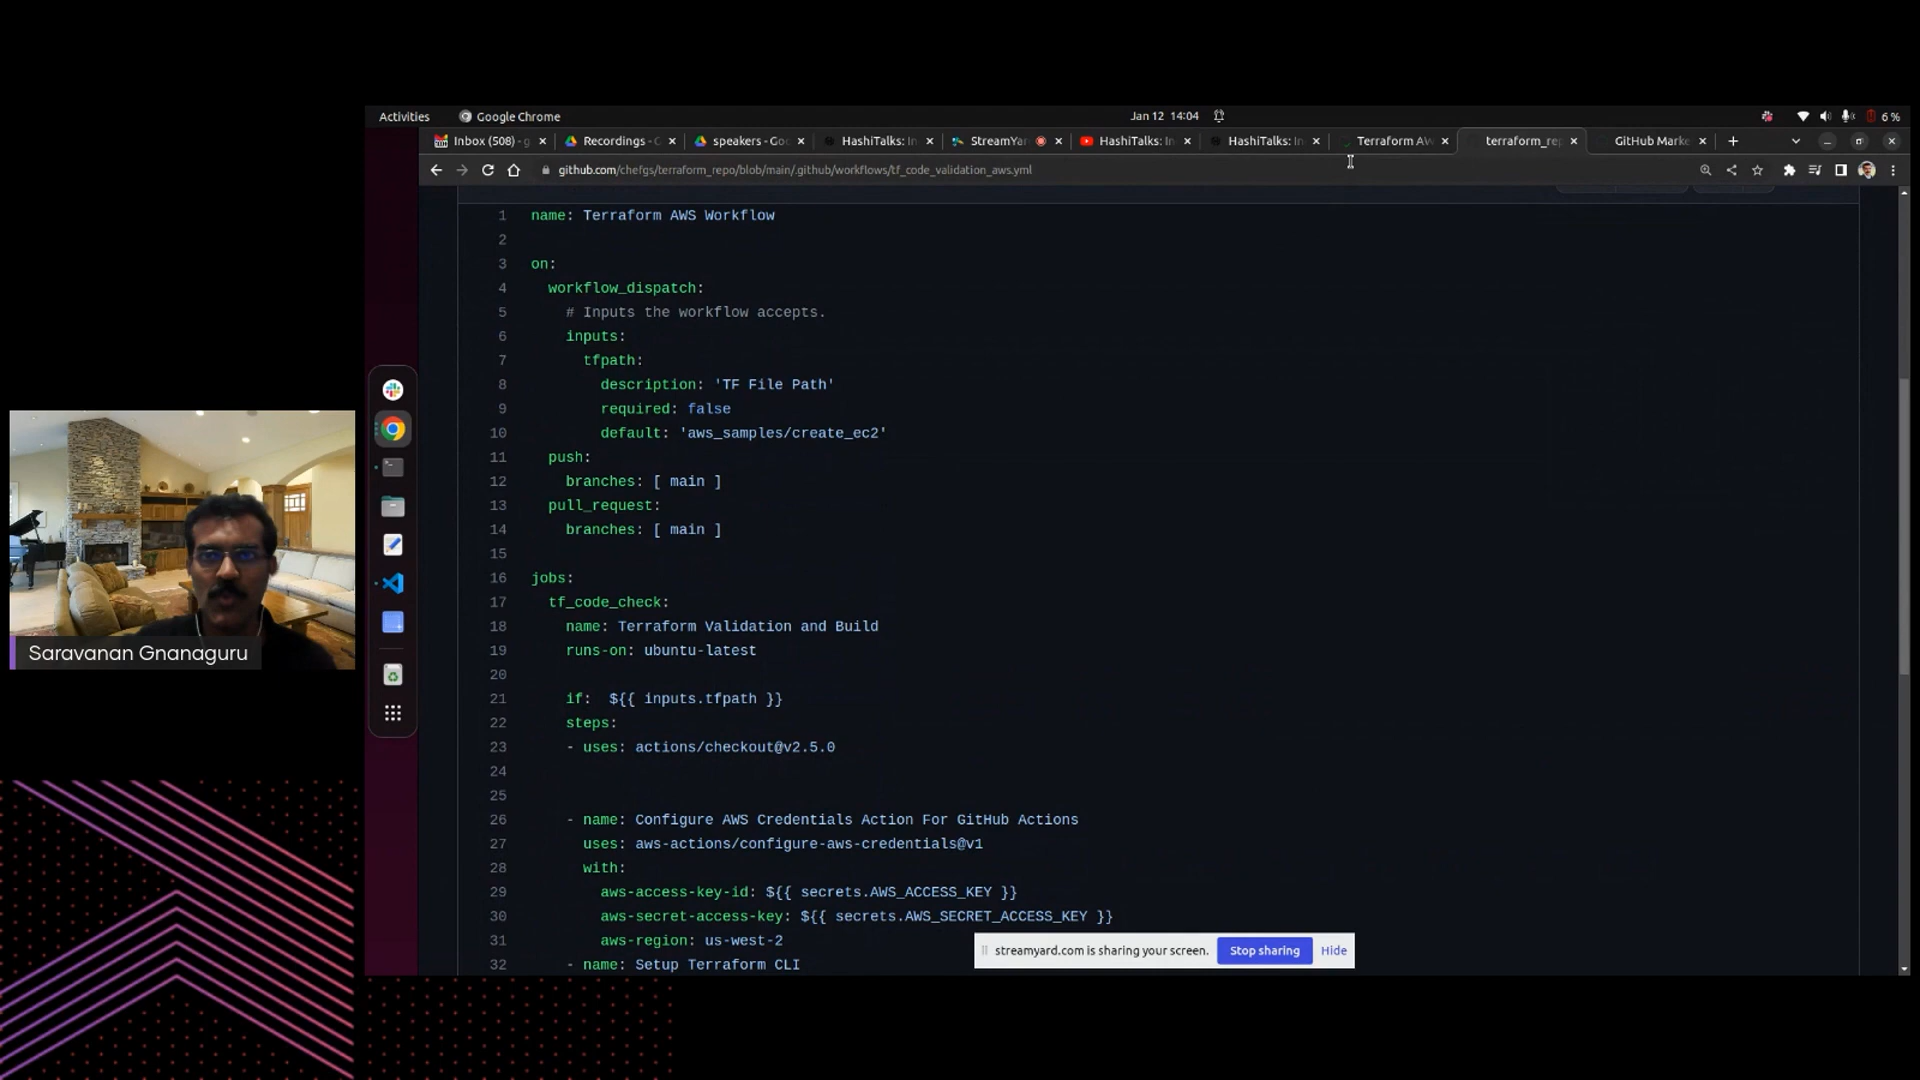 Activities
Google Chrome
Jan 12 14:04
6 %
Inbox (508) - g
Recordings - G
speakers - Goo
HashiTalks: In
StreamYar
HashiTalks: In
HashiTalks: In
Terraform AW
terraform_rep
GitHub Marke
github.com/chefgs/terraform_repo/blob/main/.github/workflows/tf_code_validation_aws.yml
1 name: Terraform AWS Workflow
2
3 on:
4 workflow_dispatch:
5 # Inputs the workflow accepts.
6 inputs:
7 tfpath:
8 description: 'TF File Path'
9 required: false
10 default: 'aws_samples/create_ec2'
11 push:
12 branches: [ main ]
13 pull_request:
14 branches: [ main ]
15
16 jobs:
17 tf_code_check:
18 name: Terraform Validation and Build
19 runs-on: ubuntu-latest
20
21 if: ${{ inputs.tfpath }}
22 steps:
23 - uses: actions/checkout@v2.5.0
24
25
26 - name: Configure AWS Credentials Action For GitHub Actions
27 uses: aws-actions/configure-aws-credentials@v1
28 with:
29 aws-access-key-id: ${{ secrets.AWS_ACCESS_KEY }}
30 aws-secret-access-key: ${{ secrets.AWS_SECRET_ACCESS_KEY }}
31 aws-region: us-west-2
32 - name: Setup Terraform CLI
streamyard.com is sharing your screen. Stop sharing Hide
Saravanan Gnanaguru